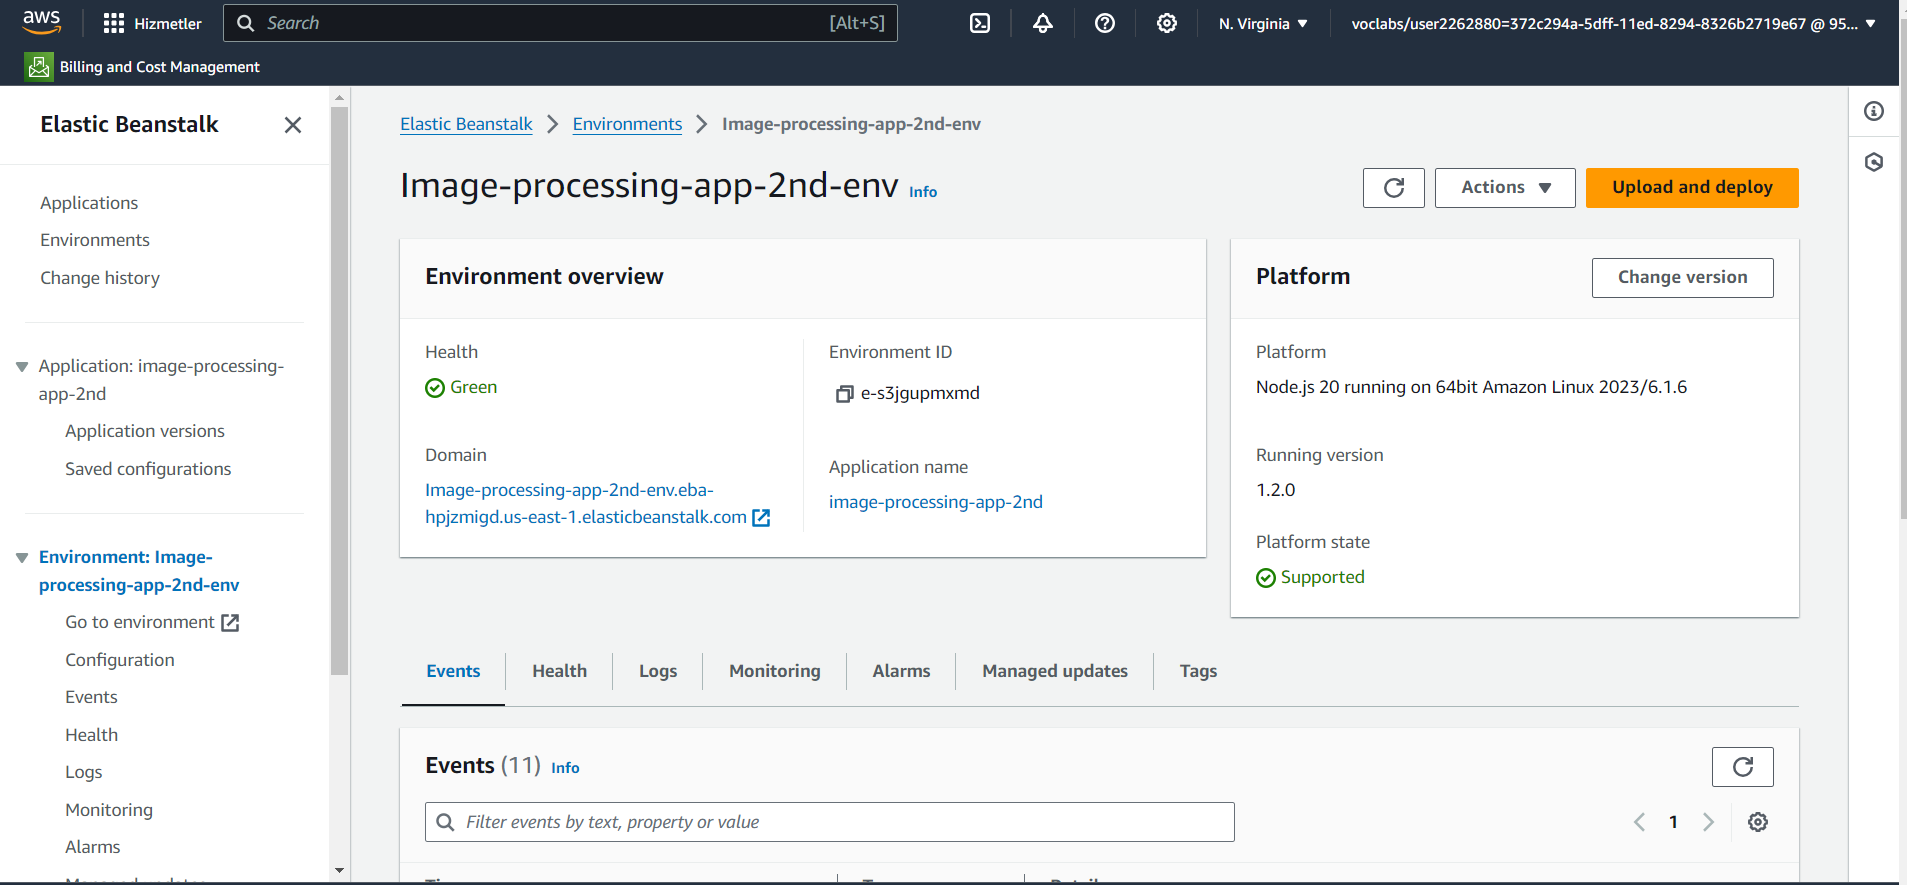 aws
Hizmetler
Search
[Alt+S]
N. Virginia
voclabs/user2262880=372c294a-5dff-11ed-8294-8326b2719e67 @ 95...
Billing and Cost Management
Elastic Beanstalk
Applications
Environments
Change history
Application: image-processing-
app-2nd
Application versions
Saved configurations
Environment: Image-
processing-app-2nd-env
Go to environment
Configuration
Events
Health
Logs
Monitoring
Alarms
Elastic Beanstalk
Environments
Image-processing-app-2nd-env
Image-processing-app-2nd-env Info
Actions
Upload and deploy
Environment overview
Health
Green
Domain
Image-processing-app-2nd-env.eba-
hpjzmigd.us-east-1.elasticbeanstalk.com
Environment ID
e-s3jgupmxmd
Application name
image-processing-app-2nd
Platform
Change version
Platform
Node.js 20 running on 64bit Amazon Linux 2023/6.1.6
Running version
1.2.0
Platform state
Supported
Events
Health
Logs
Monitoring
Alarms
Managed updates
Tags
Events (11) Info
Filter events by text, property or value
1